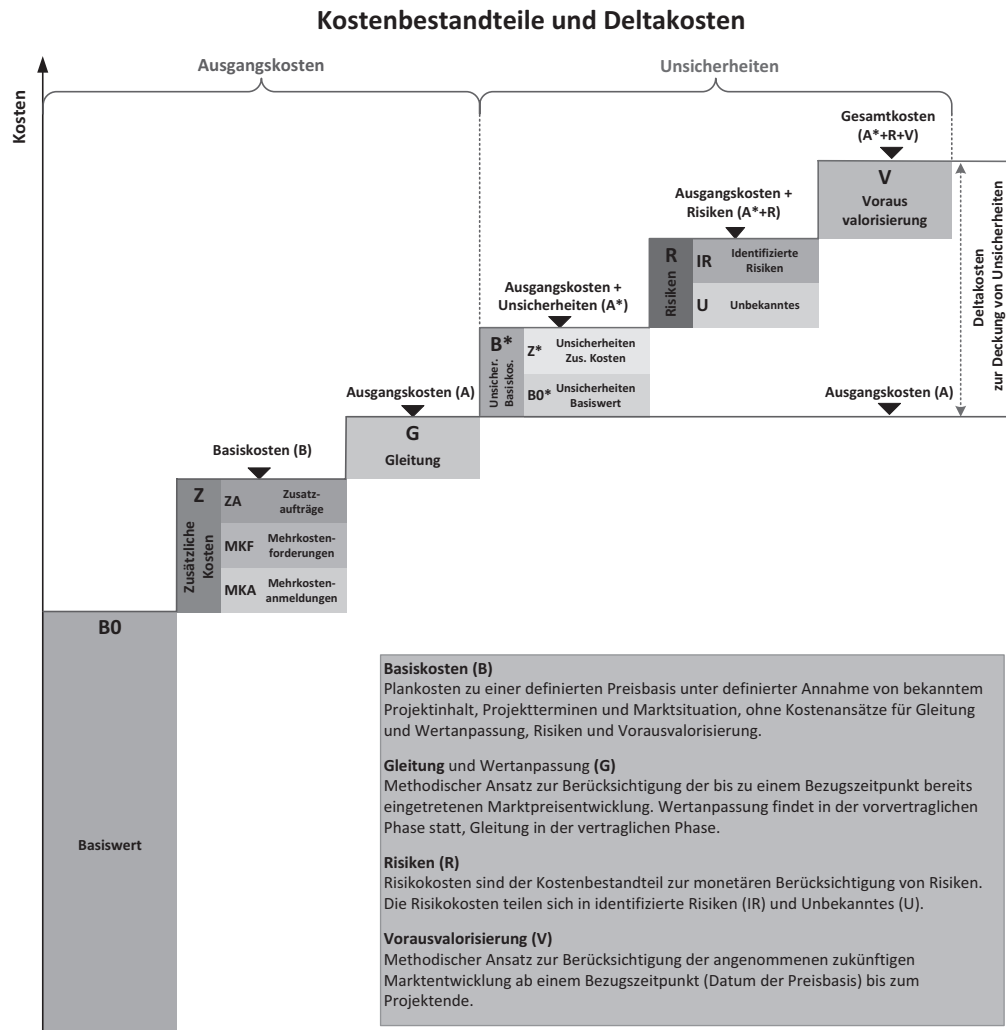 Kostenbestandteile und Deltakosten
Ausgangskosten
Unsicherheiten
Kosten
Gesamtkosten
(A*+R+V)
V
Voraus
valorisierung
Ausgangskosten +
Risiken (A*+R)
R
Risiken
IR
Identifizierte
Risiken
U
Unbekanntes
Deltakosten
zur Deckung von Unsicherheiten
Ausgangskosten +
Unsicherheiten (A*)
B*
Unsicher.
Basiskos.
Z*
Unsicherheiten
Zus. Kosten
B0*
Unsicherheiten
Basiswert
Ausgangskosten (A)
Ausgangskosten (A)
G
Gleitung
Basiskosten (B)
Z
Zusätzliche
Kosten
ZA
Zusatz-
aufträge
MKF
Mehrkosten-
forderungen
MKA
Mehrkosten-
anmeldungen
B0
Basiswert
Basiskosten (B)
Plankosten zu einer definierten Preisbasis unter definierter Annahme von bekanntem
Projektinhalt, Projektterminen und Marktsituation, ohne Kostenansätze für Gleitung
und Wertanpassung, Risiken und Vorausvalorisierung.
Gleitung und Wertanpassung (G)
Methodischer Ansatz zur Berücksichtigung der bis zu einem Bezugszeitpunkt bereits
eingetretenen Marktpreisentwicklung. Wertanpassung findet in der vorvertraglichen
Phase statt, Gleitung in der vertraglichen Phase.
Risiken (R)
Risikokosten sind der Kostenbestandteil zur monetären Berücksichtigung von Risiken.
Die Risikokosten teilen sich in identifizierte Risiken (IR) und Unbekanntes (U).
Vorausvalorisierung (V)
Methodischer Ansatz zur Berücksichtigung der angenommenen zukünftigen
Marktentwicklung ab einem Bezugszeitpunkt (Datum der Preisbasis) bis zum
Projektende.